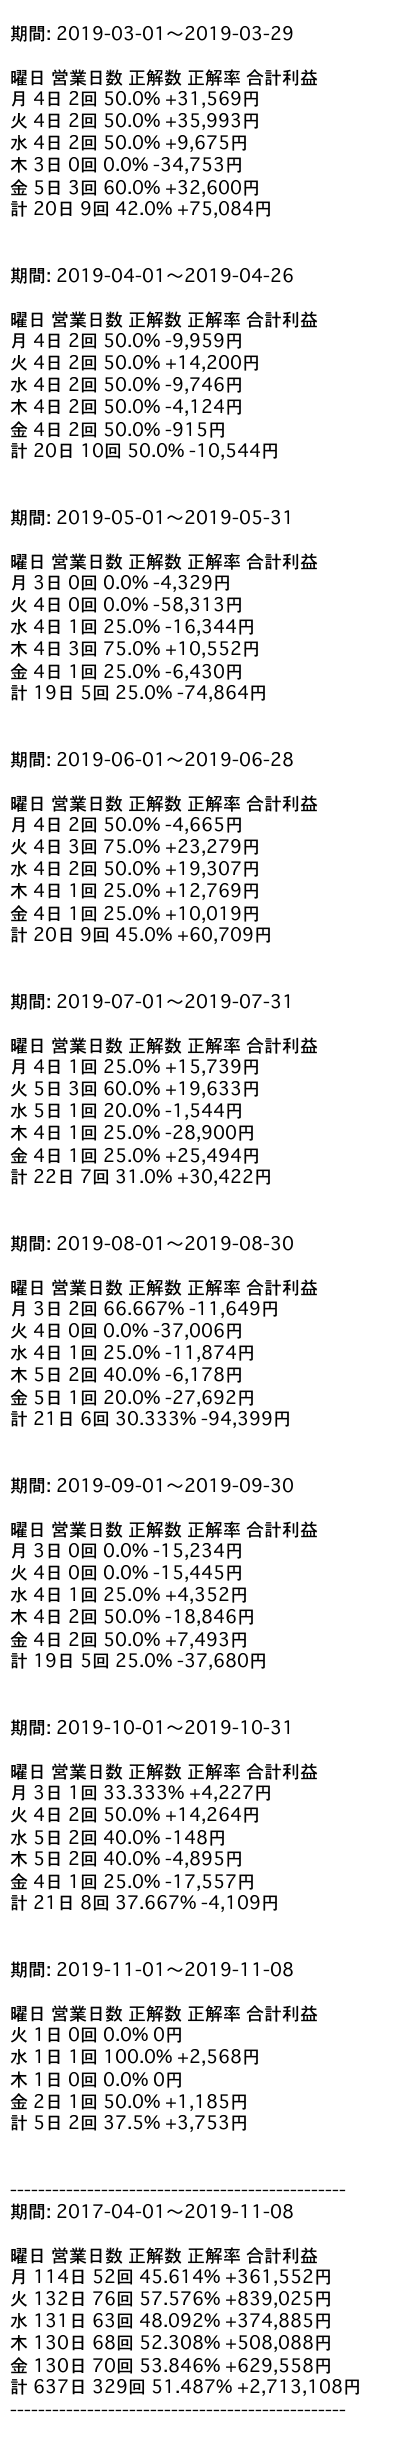 期間: 2019-03-01〜2019-03-29
曜日 営業日数 正解数 正解率 合計利益
月 4日 2回 50.0% +31,569円
火 4日 2回 50.0% +35,993円
水 4日 2回 50.0% +9,675円
木 3日 0回 0.0% -34,753円
金 5日 3回 60.0% +32,600円
計 20日 9回 42.0% +75,084円
期間: 2019-04-01〜2019-04-26
曜日 営業日数 正解数 正解率 合計利益
月 4日 2回 50.0% -9,959円
火 4日 2回 50.0% +14,200円
水 4日 2回 50.0% -9,746円
木 4日 2回 50.0% -4,124円
金 4日 2回 50.0% -915円
計 20日 10回 50.0% -10,544円
期間: 2019-05-01〜2019-05-31
曜日 営業日数 正解数 正解率 合計利益
月 3日 0回 0.0% -4,329円
火 4日 0回 0.0% -58,313円
水 4日 1回 25.0% -16,344円
木 4日 3回 75.0% +10,552円
金 4日 1回 25.0% -6,430円
計 19日 5回 25.0% -74,864円
期間: 2019-06-01〜2019-06-28
曜日 営業日数 正解数 正解率 合計利益
月 4日 2回 50.0% -4,665円
火 4日 3回 75.0% +23,279円
水 4日 2回 50.0% +19,307円
木 4日 1回 25.0% +12,769円
金 4日 1回 25.0% +10,019円
計 20日 9回 45.0% +60,709円
期間: 2019-07-01〜2019-07-31
曜日 営業日数 正解数 正解率 合計利益
月 4日 1回 25.0% +15,739円
火 5日 3回 60.0% +19,633円
水 5日 1回 20.0% -1,544円
木 4日 1回 25.0% -28,900円
金 4日 1回 25.0% +25,494円
計 22日 7回 31.0% +30,422円
期間: 2019-08-01〜2019-08-30
曜日 営業日数 正解数 正解率 合計利益
月 3日 2回 66.667% -11,649円
火 4日 0回 0.0% -37,006円
水 4日 1回 25.0% -11,874円
木 5日 2回 40.0% -6,178円
金 5日 1回 20.0% -27,692円
計 21日 6回 30.333% -94,399円
期間: 2019-09-01〜2019-09-30
曜日 営業日数 正解数 正解率 合計利益
月 3日 0回 0.0% -15,234円
火 4日 0回 0.0% -15,445円
水 4日 1回 25.0% +4,352円
木 4日 2回 50.0% -18,846円
金 4日 2回 50.0% +7,493円
計 19日 5回 25.0% -37,680円
期間: 2019-10-01〜2019-10-31
曜日 営業日数 正解数 正解率 合計利益
月 3日 1回 33.333% +4,227円
火 4日 2回 50.0% +14,264円
水 5日 2回 40.0% -148円
木 5日 2回 40.0% -4,895円
金 4日 1回 25.0% -17,557円
計 21日 8回 37.667% -4,109円
期間: 2019-11-01〜2019-11-08
曜日 営業日数 正解数 正解率 合計利益
火 1日 0回 0.0% 0円
水 1日 1回 100.0% +2,568円
木 1日 0回 0.0% 0円
金 2日 1回 50.0% +1,185円
計 5日 2回 37.5% +3,753円
------------------------------------------------
期間: 2017-04-01〜2019-11-08
曜日 営業日数 正解数 正解率 合計利益
月 114日 52回 45.614% +361,552円
火 132日 76回 57.576% +839,025円
水 131日 63回 48.092% +374,885円
木 130日 68回 52.308% +508,088円
金 130日 70回 53.846% +629,558円
計 637日 329回 51.487% +2,713,108円
------------------------------------------------